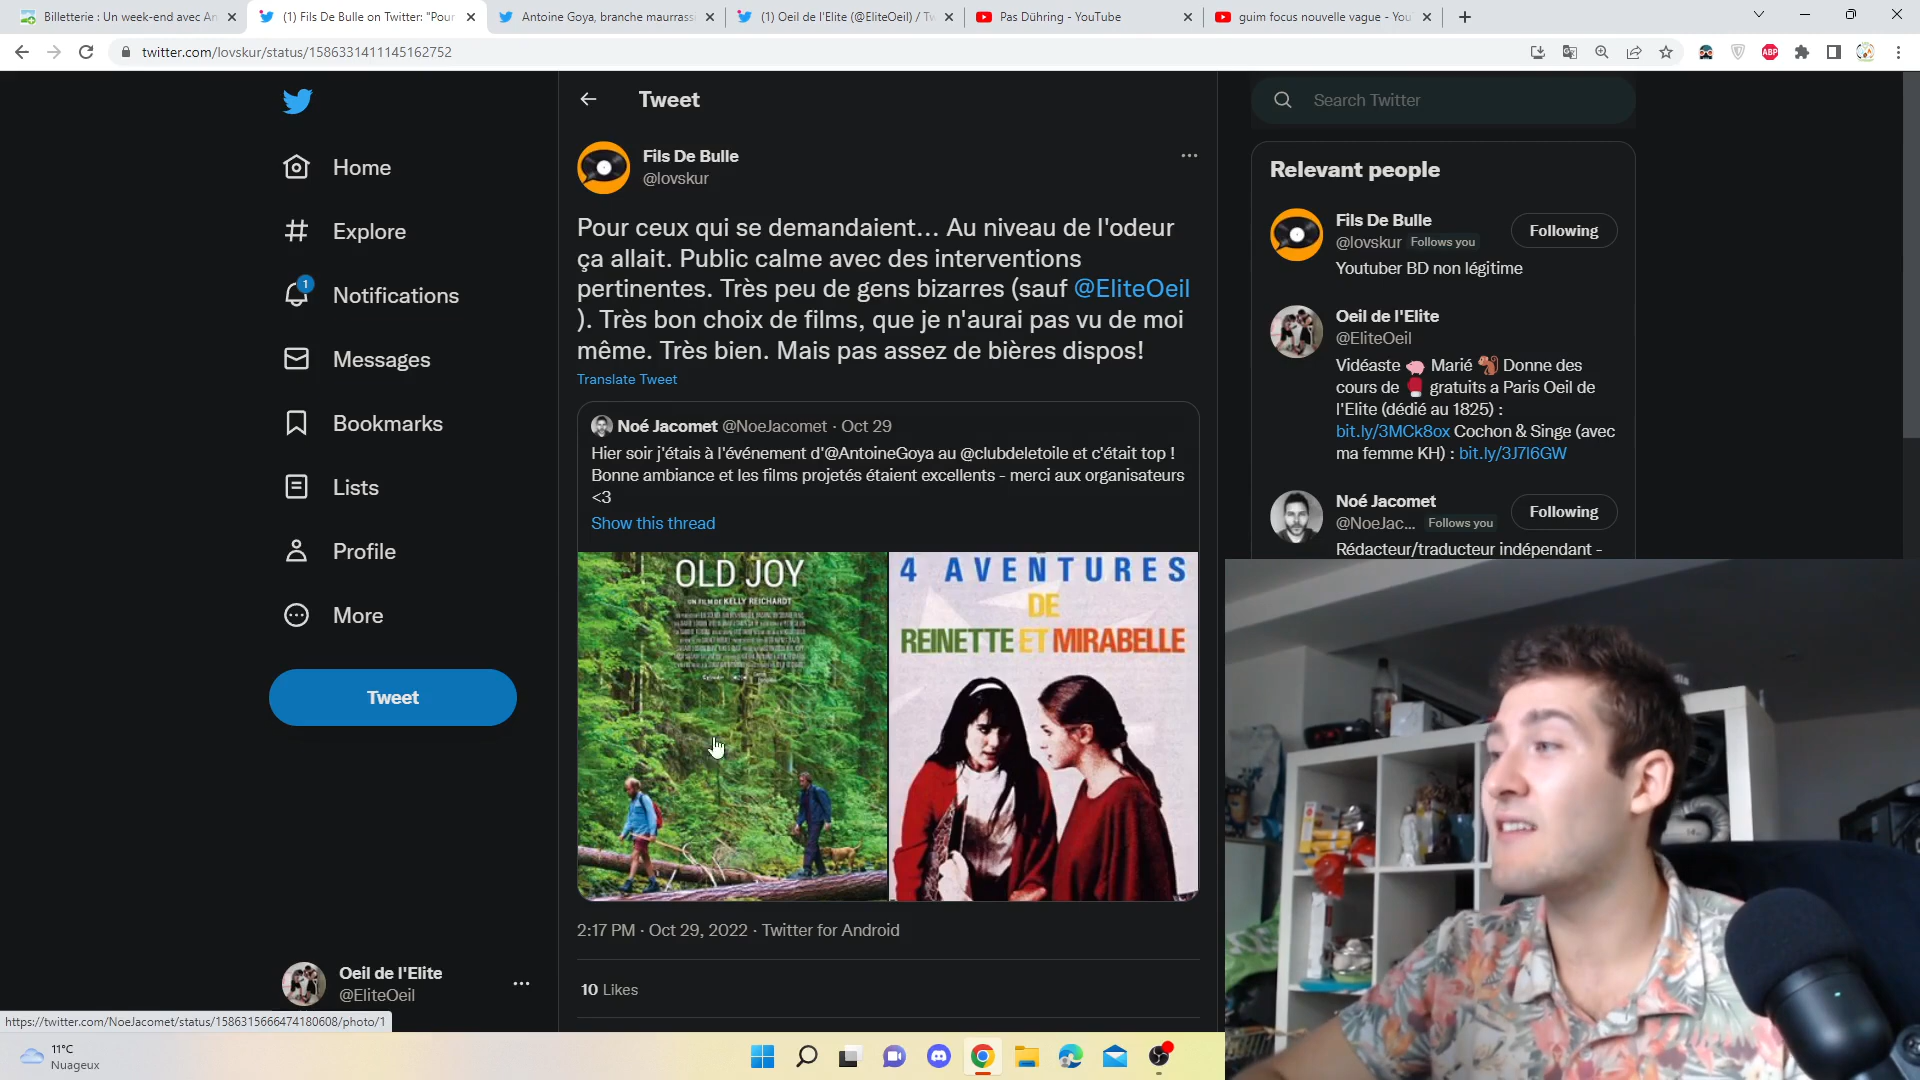 Billetterie : Un week-end avec An
(1) Fils De Bulle on Twitter: "Pour
Antoine Goya, branche maurrass
(1) Oeil de l'Elite (@EliteOeil) / Tw
Pas Dühring - YouTube
guim focus nouvelle vague - You
twitter.com/lovskur/status/1586331411145162752
ABP
Tweet
Search Twitter
Home
Explore
1
Notifications
Messages
Bookmarks
Lists
Profile
More
Tweet
Oeil de l'Elite
@EliteOeil
Fils De Bulle
@lovskur
Pour ceux qui se demandaient... Au niveau de l'odeur
ça allait. Public calme avec des interventions
pertinentes. Très peu de gens bizarres (sauf @EliteOeil
). Très bon choix de films, que je n'aurai pas vu de moi
même. Très bien. Mais pas assez de bières dispos!
Translate Tweet
Noé Jacomet @NoeJacomet · Oct 29
Hier soir j'étais à l'événement d'@AntoineGoya au @clubdeletoile et c'était top !
Bonne ambiance et les films projetés étaient excellents - merci aux organisateurs
<3
Show this thread
OLD JOY
UN FILM DE KELLY REICHARDT
4 AVENTURES
DE
REINETTE ET MIRABELLE
2:17 PM · Oct 29, 2022 · Twitter for Android
10 Likes
Relevant people
Fils De Bulle
@lovskur Follows you
Following
Youtuber BD non légitime
Oeil de l'Elite
@EliteOeil
Vidéaste 🐖 Marié 🐿️ Donne des
cours de 🥊 gratuits a Paris Oeil de
l'Elite (dédié au 1825) :
bit.ly/3MCk8ox Cochon & Singe (avec
ma femme KH) : bit.ly/3J7l6GW
Noé Jacomet
@NoeJac... Follows you
Following
Rédacteur/traducteur indépendant -
https://twitter.com/NoeJacomet/status/1586315666474180608/photo/1
11°C
Nuageux